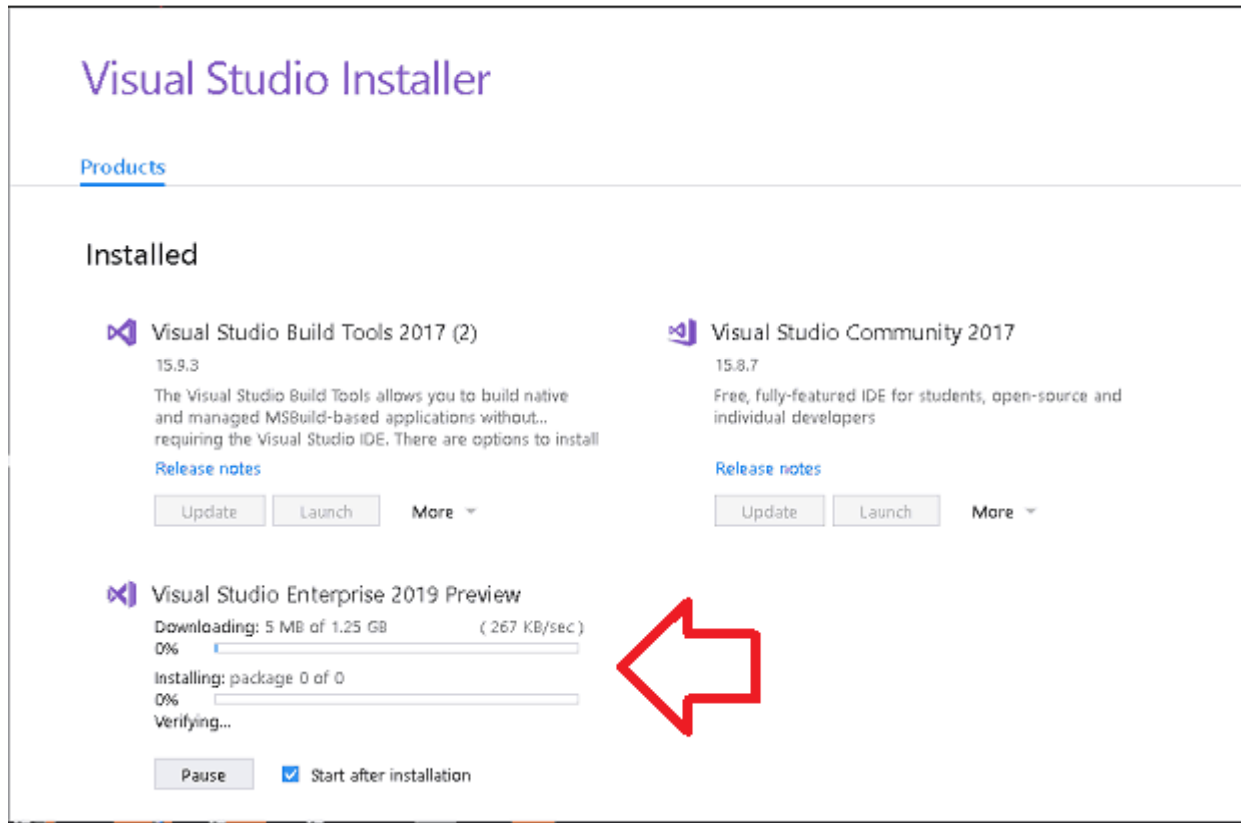 Visual Studio Installer
Products
Installed
Visual Studio Build Tools 2017 (2)
15.9.3
The Visual Studio Build Tools allows you to build native
and managed MSBuild-based applications without...
requiring the Visual Studio IDE. There are options to install
Release notes
Update Launch More
Visual Studio Community 2017
15.8.7
Free, fully-featured IDE for students, open-source and
individual developers
Release notes
Update Launch More
Visual Studio Enterprise 2019 Preview
Downloading: 5 MB of 1.25 GB (267 KB/sec)
0%
Installing: package 0 of 0
0%
Verifying...
Pause Start after installation